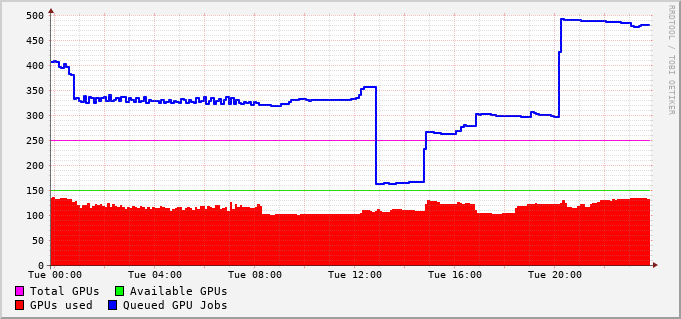 500
450
400
350
300
250
200
150
100
50
0
Tue 00:00 Tue 04:00 Tue 08:00 Tue 12:00 Tue 16:00 Tue 20:00
Total GPUs Available GPUs
GPUs used Queued GPU Jobs
RRDTOOL / TOBI OETIKER